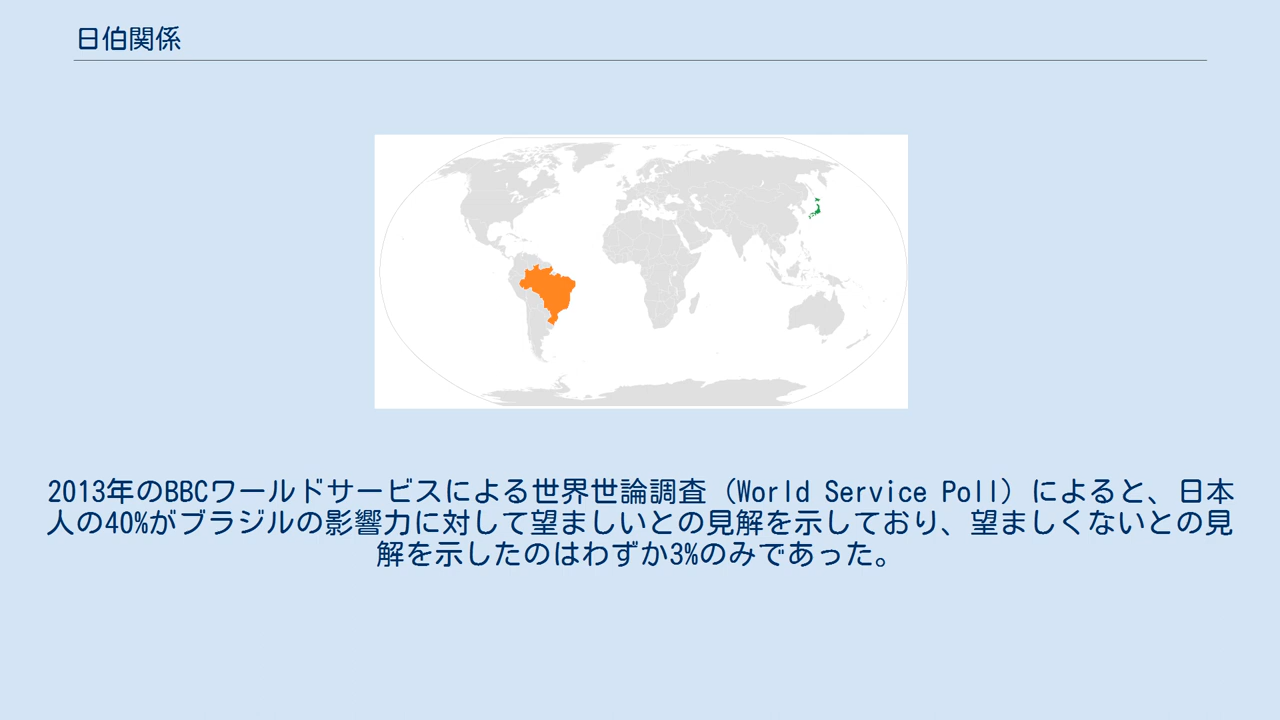 日伯関係
2013年のBBCワールドサービスによる世界世論調査（World Service Poll）によると、日本
人の40%がブラジルの影響力に対して望ましいとの見解を示しており、望ましくないとの見
解を示したのはわずか3%のみであった。